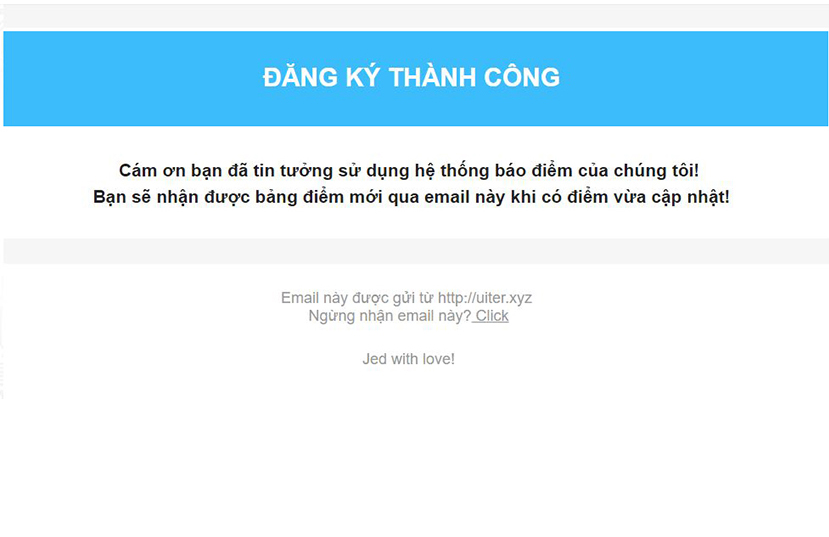 ĐĂNG KÝ THÀNH CÔNG
Cám ơn bạn đã tin tưởng sử dụng hệ thống báo điểm của chúng tôi!
Bạn sẽ nhận được bảng điểm mới qua email này khi có điểm vừa cập nhật!
Email này được gửi từ http://uiter.xyz
Ngừng nhận email này? Click
Jed with love!